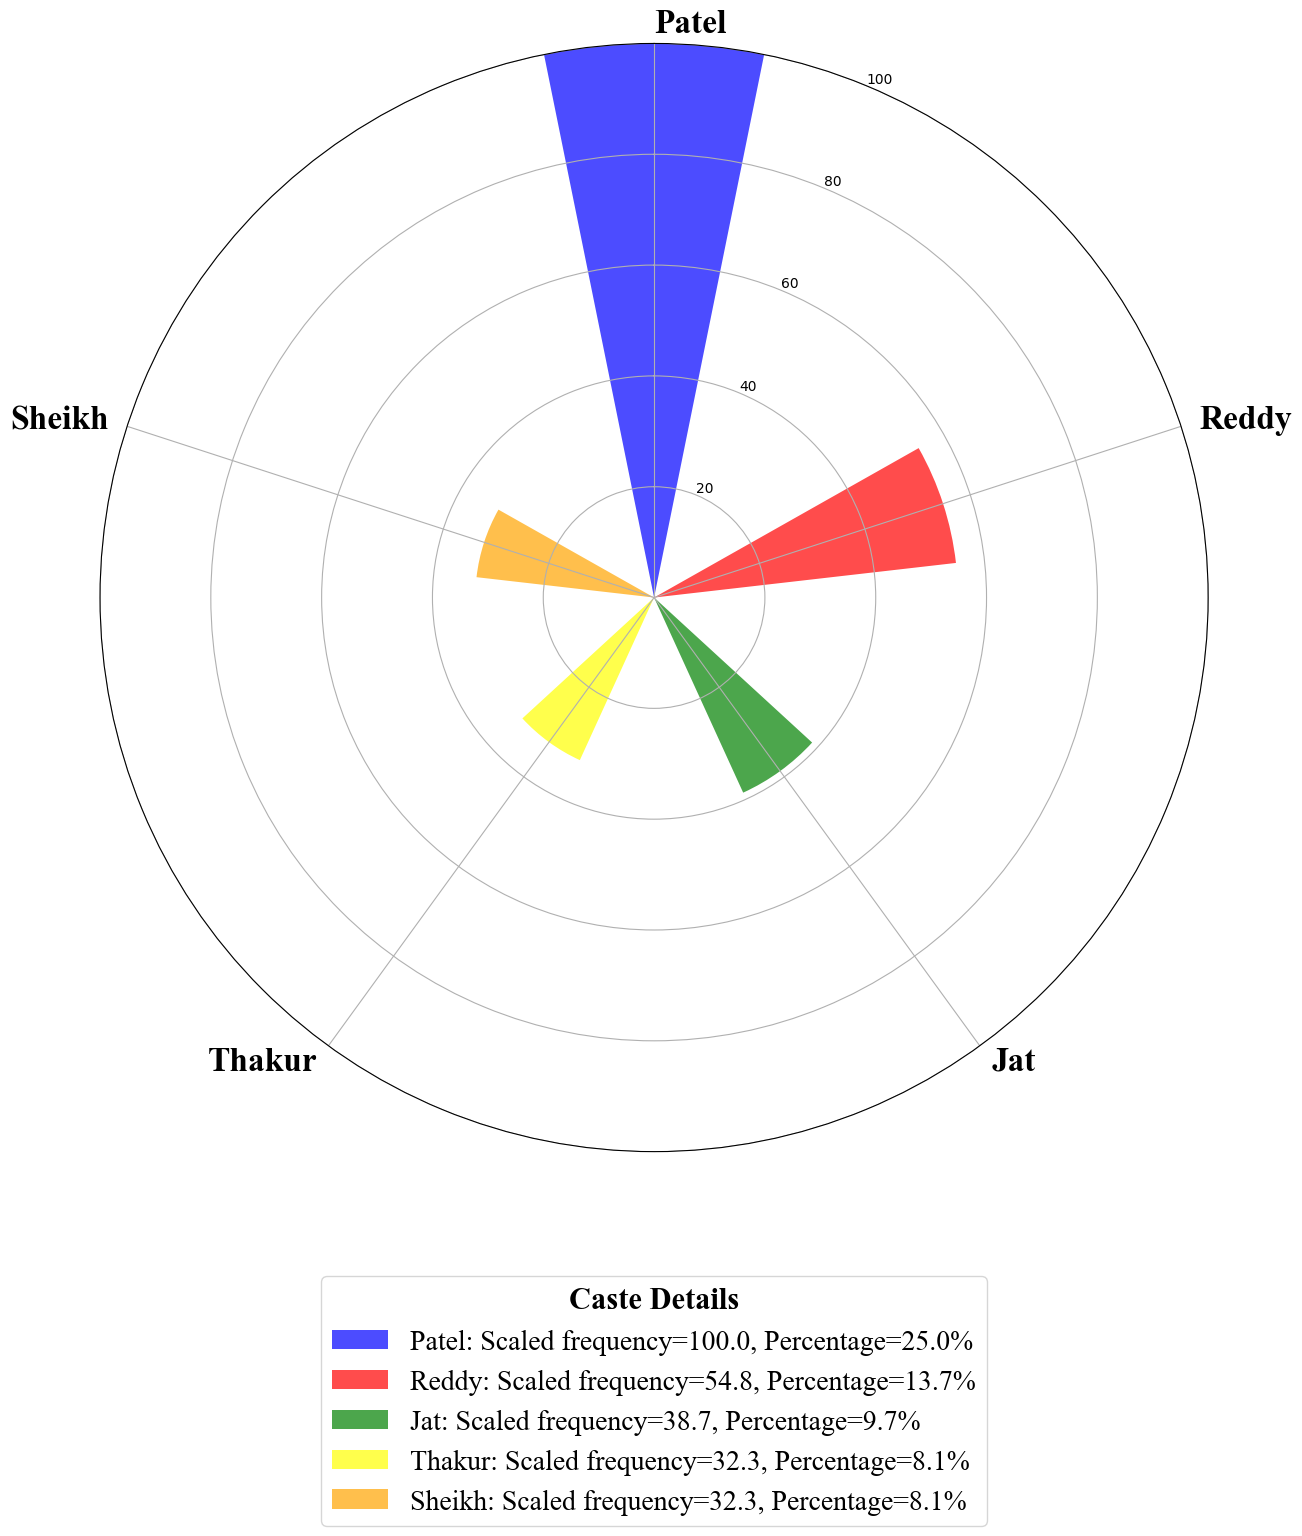 Patel
100
80
60
40
20
Sheikh
Reddy
Thakur
Jat
Caste Details
Patel: Scaled frequency=100.0, Percentage=25.0%
Reddy: Scaled frequency=54.8, Percentage=13.7%
Jat: Scaled frequency=38.7, Percentage=9.7%
Thakur: Scaled frequency=32.3, Percentage=8.1%
Sheikh: Scaled frequency=32.3, Percentage=8.1%